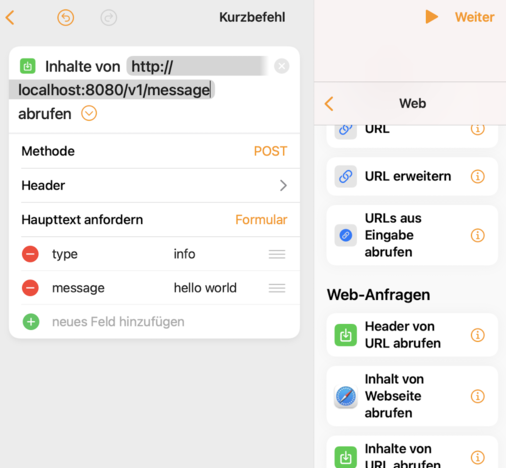 Kurzbefehl
Inhalte von http://
localhost:8080/v1/message
abrufen
Methode POST
Header
Haupttext anfordern Formular
type info
message hello world
neues Feld hinzufügen
Weiter
Web
URL
URL erweitern
URLs aus
Eingabe
abrufen
Web-Anfragen
Header von
URL abrufen
Inhalt von
Webseite
abrufen
Inhalte von
URL abrufen